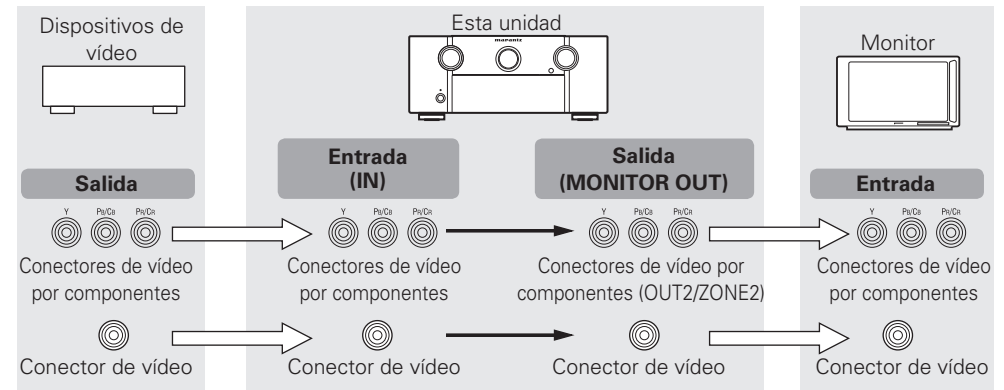 Dispositivos de
vídeo
Esta unidad
marantz
Monitor
Salida
Entrada
(IN)
Salida
(MONITOR OUT)
Entrada
Y PB/CB PR/CR
Y PB/CB PR/CR
Y PB/CB PR/CR
Y PB/CB PR/CR
Conectores de vídeo
por componentes
Conectores de vídeo
por componentes
Conectores de vídeo por
componentes (OUT2/ZONE2)
Conectores de vídeo
por componentes
Conector de vídeo
Conector de vídeo
Conector de vídeo
Conector de vídeo